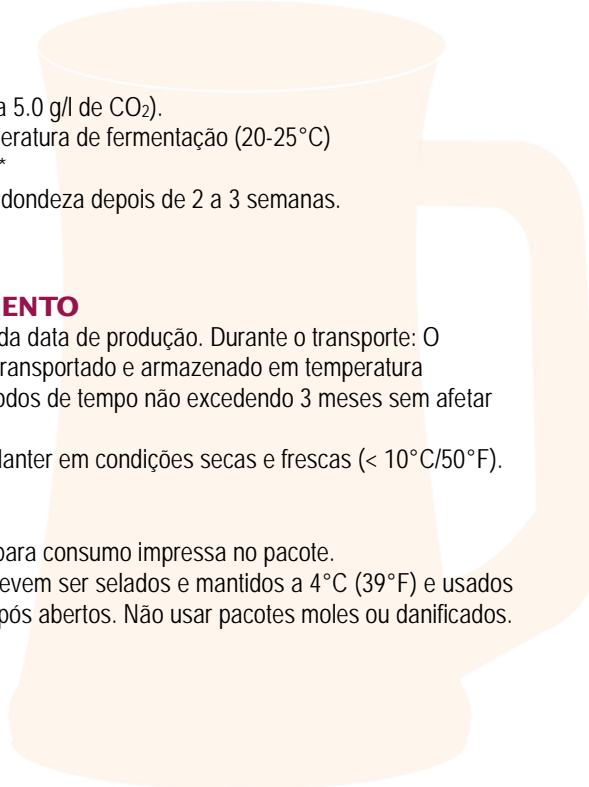 a 5.0 g/l de CO₂).
eratura de fermentação (20-25°C)
*
dondeza depois de 2 a 3 semanas.
ENTO
da data de produção. Durante o transporte: O
ransportado e armazenado em temperatura
odos de tempo não excedendo 3 meses sem afetar
anter em condições secas e frescas (< 10°C/50°F).
para consumo impressa no pacote.
evem ser selados e mantidos a 4°C (39°F) e usados
pós abertos. Não usar pacotes moles ou danificados.